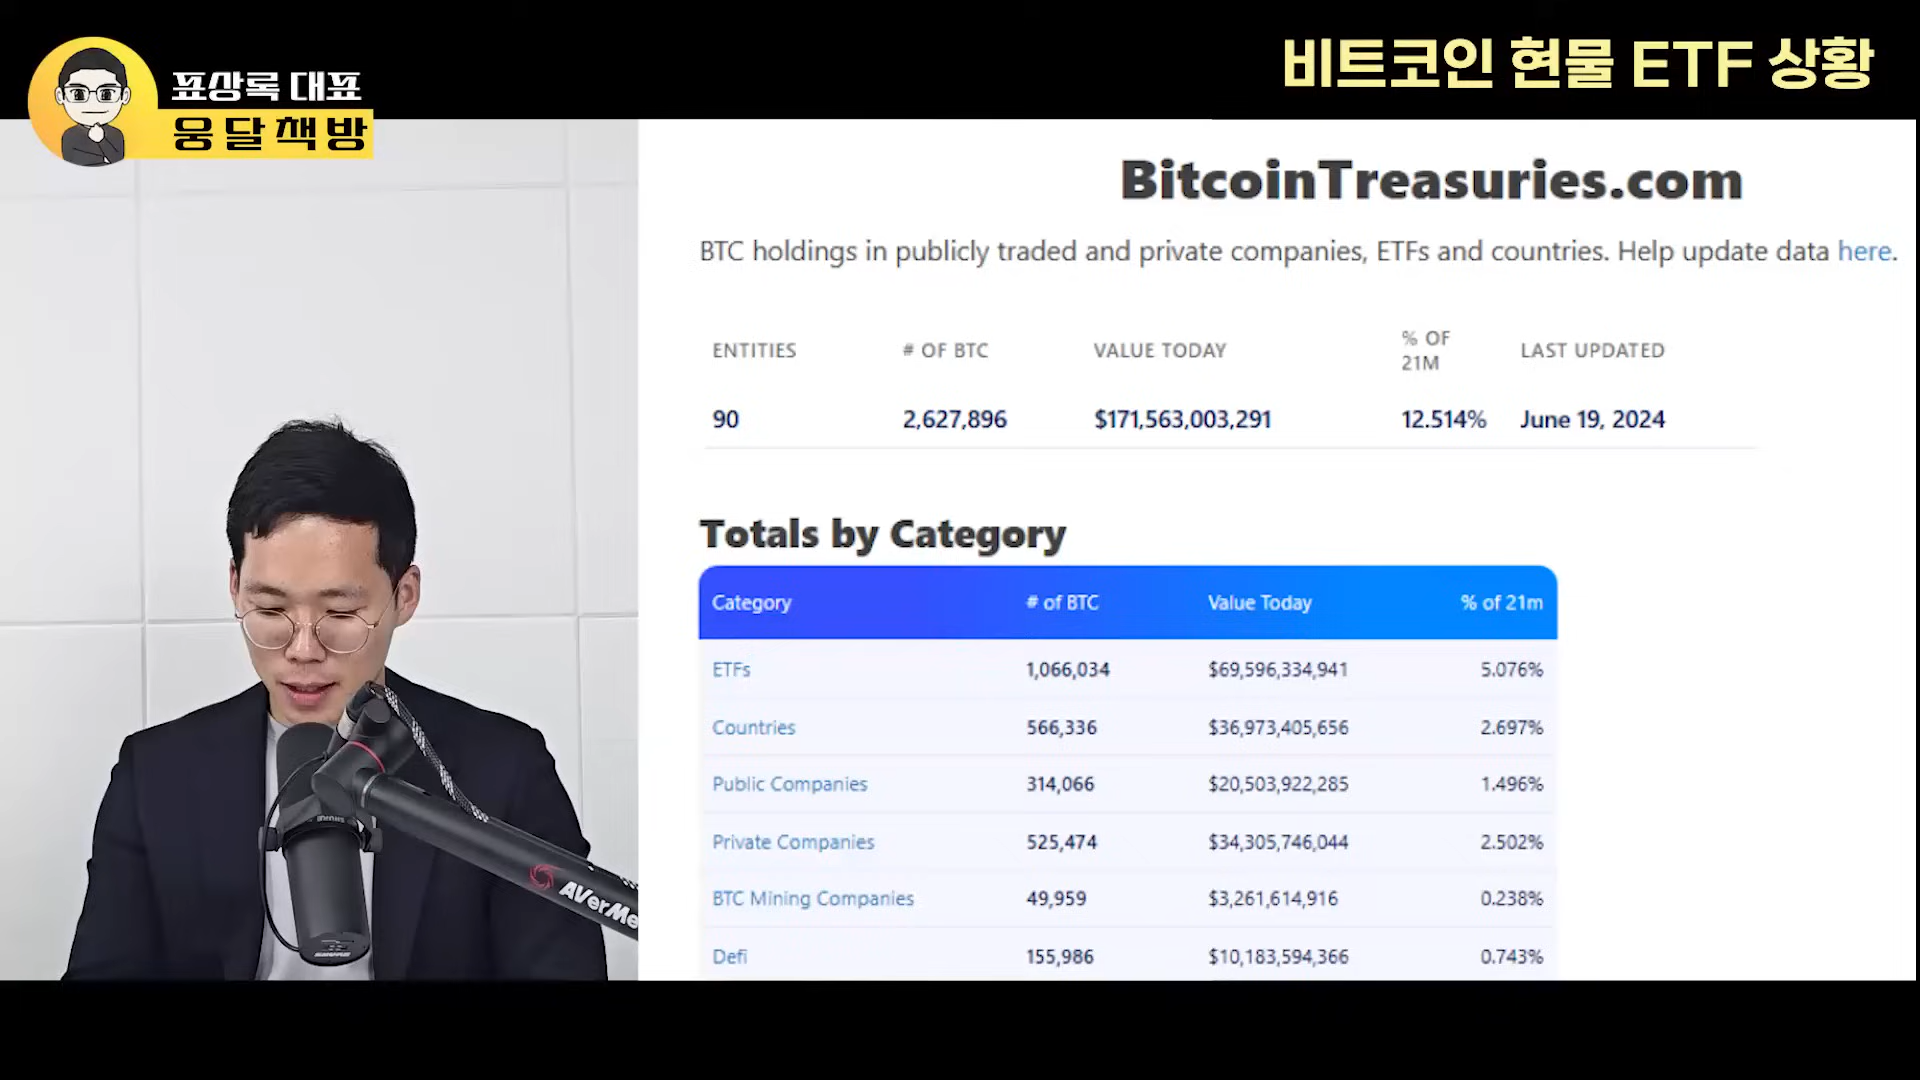 비트코인 현물 ETF 상황
표상록 대표
웅달책방
BitcoinTreasuries.com
BTC holdings in publicly traded and private companies, ETFs and countries. Help update data here.
ENTITIES # OF BTC VALUE TODAY % OF 21M LAST UPDATED
90 2,627,896 $171,563,003,291 12.514% June 19, 2024
Totals by Category
Category # of BTC Value Today % of 21m
ETFs 1,066,034 $69,596,334,941 5.076%
Countries 566,336 $36,973,405,656 2.697%
Public Companies 314,066 $20,503,922,285 1.496%
Private Companies 525,474 $34,305,746,044 2.502%
BTC Mining Companies 49,959 $3,261,614,916 0.238%
Defi 155,986 $10,183,594,366 0.743%
AVerMe